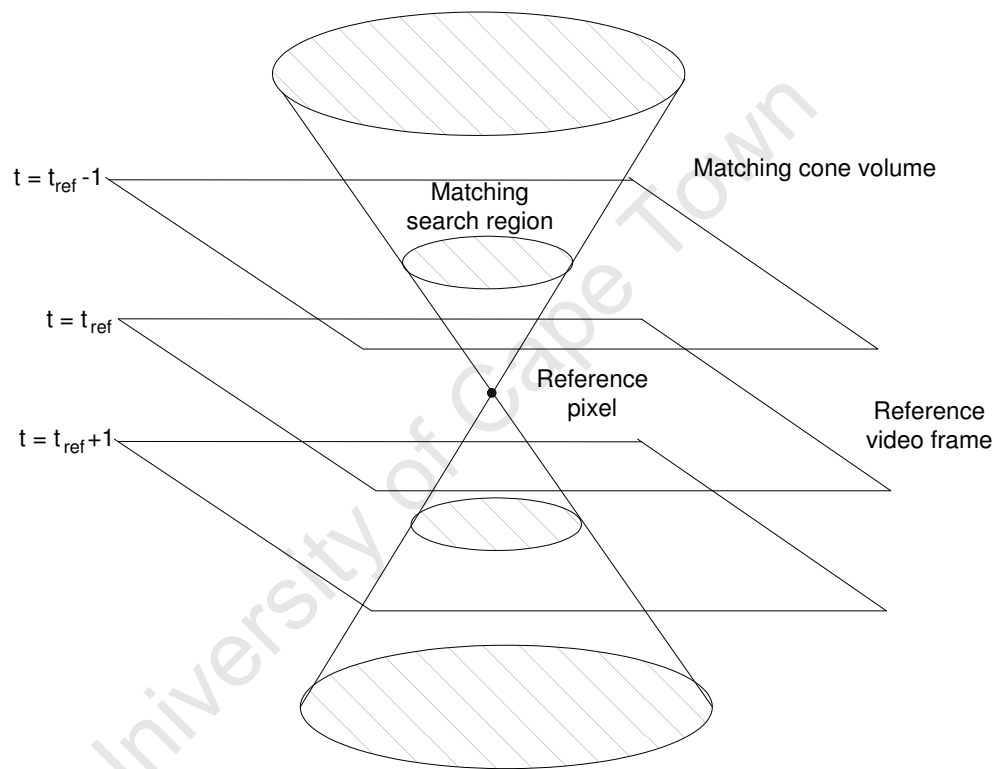 t = t_ref -1
Matching cone volume
Matching
search region
t = t_ref
Reference
pixel
Reference
video frame
t = t_ref +1
University of Cape Town